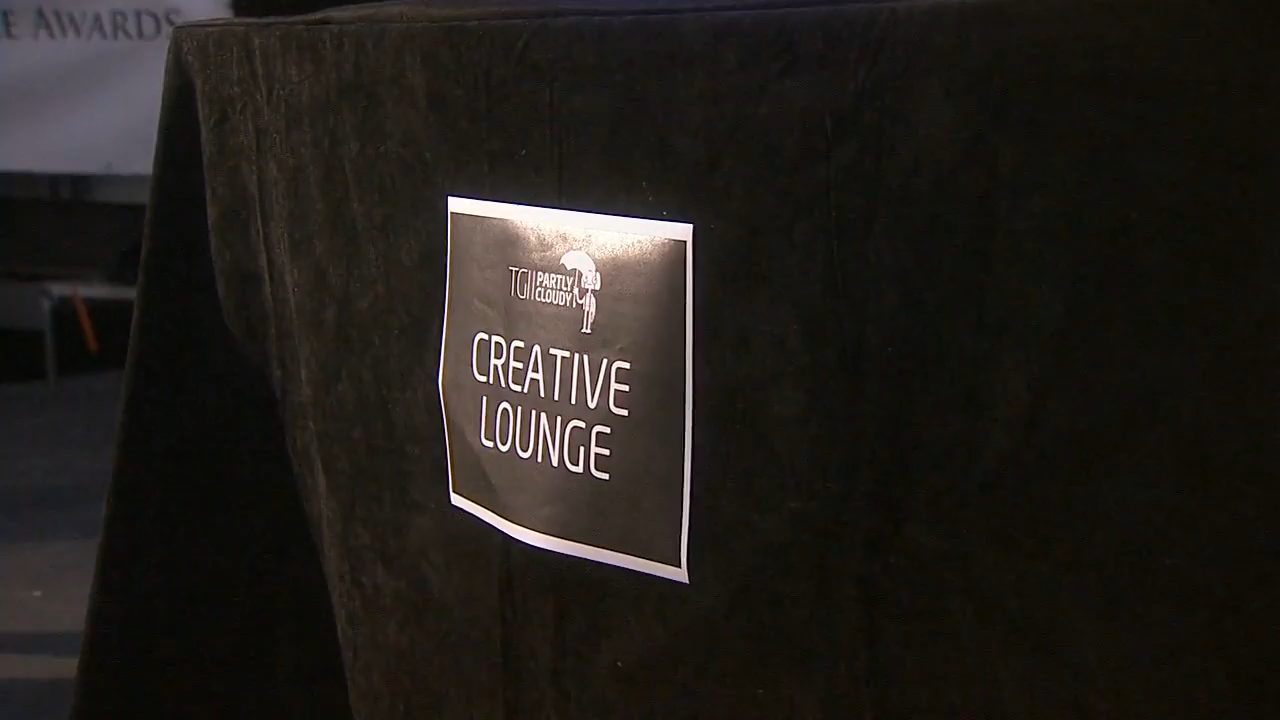 E AWARDS
TGI PARTLY
CLOUDY
CREATIVE
LOUNGE